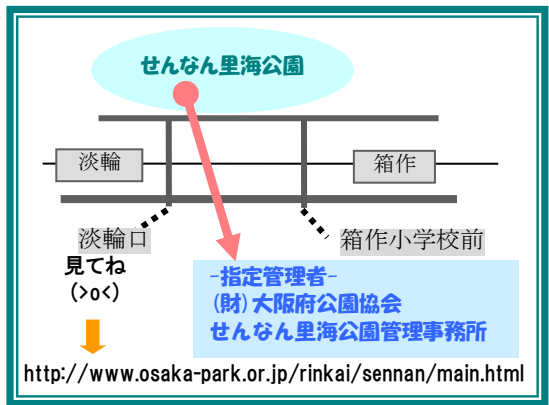 せんなん里海公園
淡輪
箱作
淡輪口
箱作小学校前
見てね
(>o<)
-指定管理者-
(財)大阪府公園協会
せんなん里海公園管理事務所
http://www.osaka-park.or.jp/rinkai/sennan/main.html